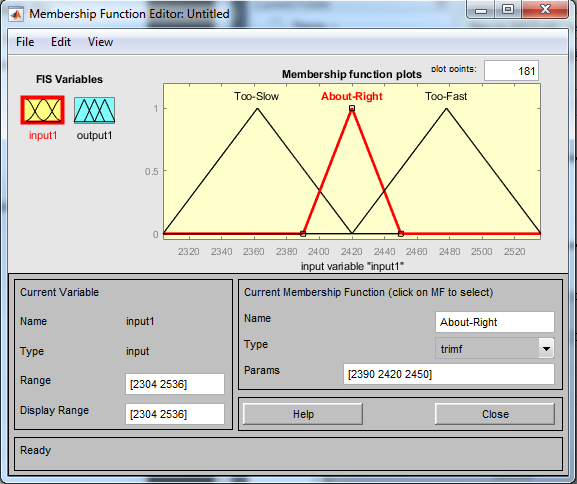 Membership Function Editor: Untitled
File Edit View
FIS Variables
Membership function plots
plot points:
181
input1
output1
Too-Slow
About-Right
Too-Fast
1
0.5
0
2320 2340 2360 2380 2400 2420 2440 2460 2480 2500 2520
input variable "input1"
Current Variable
Name input1
Type input
Range [2304 2536]
Display Range [2304 2536]
Current Membership Function (click on MF to select)
Name About-Right
Type trimf
Params [2390 2420 2450]
Help Close
Ready